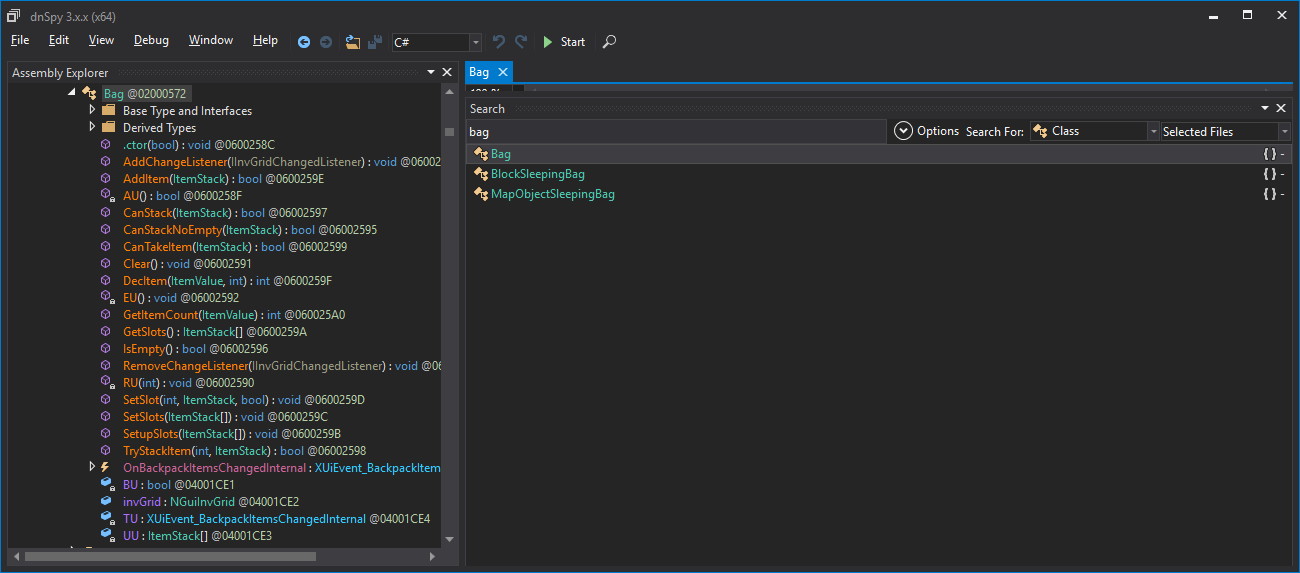 dnSpy 3.x.x (x64)
File Edit View Debug Window Help C# Start
Assembly Explorer
Bag @02000572
Base Type and Interfaces
Derived Types
.ctor(bool) : void @0600258C
AddChangeListener(IInvGridChangedListener) : void @06002
AddItem(ItemStack) : bool @0600259E
AU() : bool @0600258F
CanStack(ItemStack) : bool @06002597
CanStackNoEmpty(ItemStack) : bool @06002595
CanTakeItem(ItemStack) : bool @06002599
Clear() : void @06002591
DecItem(ItemValue, int) : int @0600259F
EU() : void @06002592
GetItemCount(ItemValue) : int @060025A0
GetSlots() : ItemStack[] @0600259A
IsEmpty() : bool @06002596
RemoveChangeListener(IInvGridChangedListener) : void @06
RU(int) : void @06002590
SetSlot(int, ItemStack, bool) : void @0600259D
SetSlots(ItemStack[]) : void @0600259C
SetupSlots(ItemStack[]) : void @0600259B
TryStackItem(int, ItemStack) : bool @06002598
OnBackpackItemsChangedInternal : XUiEvent_BackpackItem
BU : bool @04001CE1
invGrid : NGuiInvGrid @04001CE2
TU : XUiEvent_BackpackItemsChangedInternal @04001CE4
UU : ItemStack[] @04001CE3
Bag
Search
bag
Options Search For: Class Selected Files
Bag { } -
BlockSleepingBag { } -
MapObjectSleepingBag { } -